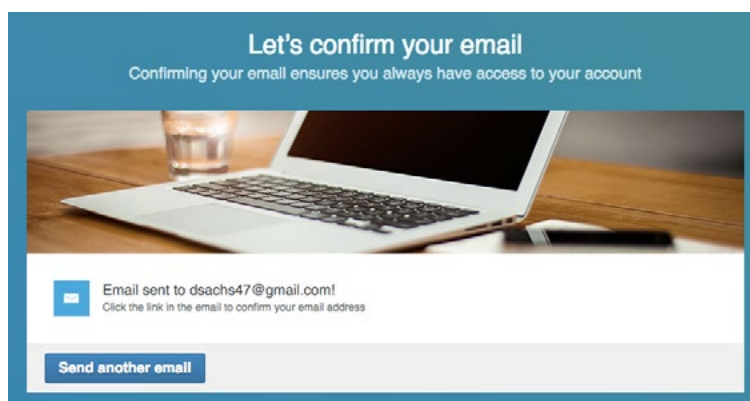 Let's confirm your email
Confirming your email ensures you always have access to your account
Email sent to dsachs47@gmail.com!
Click the link in the email to confirm your email address
Send another email